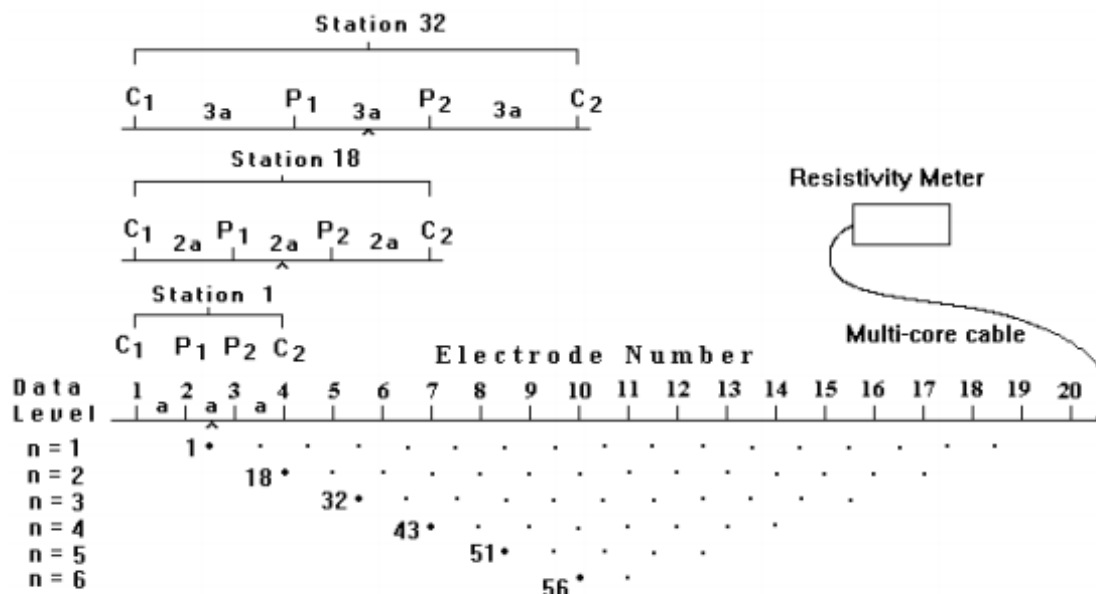 Station 32
C1 3a P1 3a P2 3a C2
Station 18
C1 2a P1 2a P2 2a C2
Resistivity Meter
Station 1
C1 P1 P2 C2
Multi-core cable
Electrode Number
Data Level
1 2 3 4 5 6 7 8 9 10 11 12 13 14 15 16 17 18 19 20
a a a
n = 1 1
n = 2 18
n = 3 32
n = 4 43
n = 5 51
n = 6 56